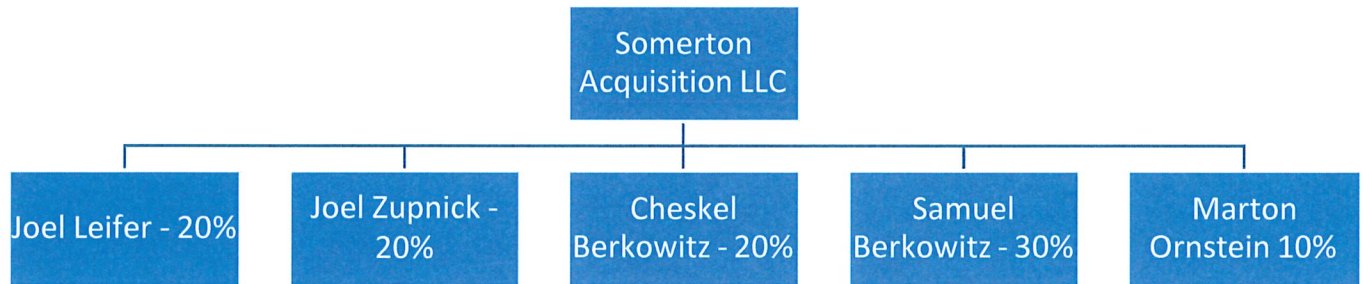 Somerton
Acquisition LLC
Joel Leifer - 20%
Joel Zupnick -
20%
Cheskel
Berkowitz - 20%
Samuel
Berkowitz - 30%
Marton
Ornstein 10%